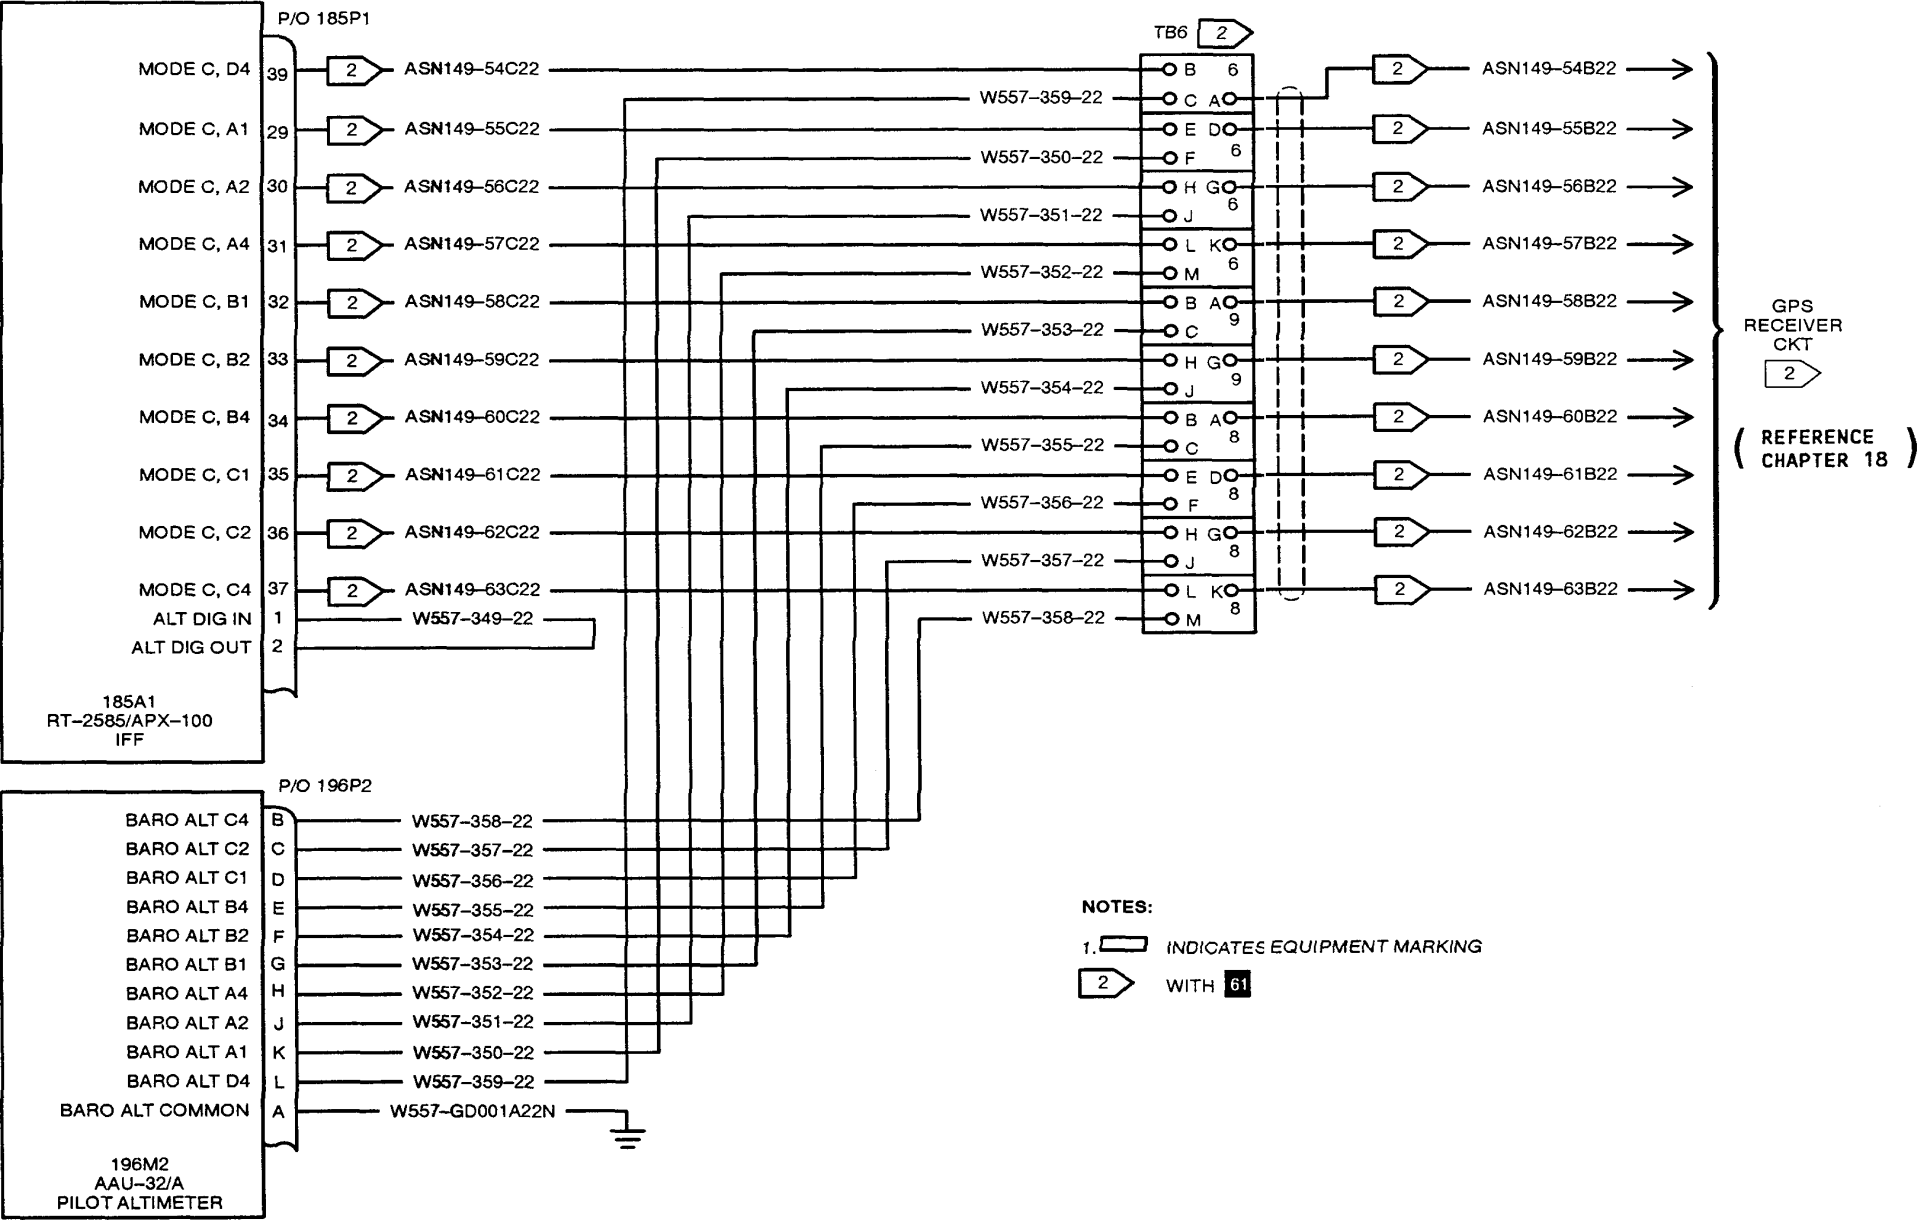 P/O 185P1
TB6 2
MODE C, D4 39 2 ASN149-54C22 B 6 2 ASN149-54B22
W557-359-22 C A
MODE C, A1 29 2 ASN149-55C22 E D 2 ASN149-55B22
W557-350-22 F 6
MODE C, A2 30 2 ASN149-56C22 H G 2 ASN149-56B22
W557-351-22 J 6
MODE C, A4 31 2 ASN149-57C22 L K 2 ASN149-57B22
W557-352-22 M 6
MODE C, B1 32 2 ASN149-58C22 B A 2 ASN149-58B22
W557-353-22 C 9
MODE C, B2 33 2 ASN149-59C22 H G 2 ASN149-59B22
W557-354-22 J 9
MODE C, B4 34 2 ASN149-60C22 B A 2 ASN149-60B22
W557-355-22 C 8
MODE C, C1 35 2 ASN149-61C22 E D 2 ASN149-61B22
W557-356-22 F 8
MODE C, C2 36 2 ASN149-62C22 H G 2 ASN149-62B22
W557-357-22 J 8
MODE C, C4 37 2 ASN149-63C22 L K 2 ASN149-63B22
ALT DIG IN 1 W557-349-22 W557-358-22 M 8
ALT DIG OUT 2
GPS
RECEIVER
CKT
2
( REFERENCE
CHAPTER 18 )
185A1
RT-2585/APX-100
IFF
P/O 196P2
BARO ALT C4 B W557-358-22
BARO ALT C2 C W557-357-22
BARO ALT C1 D W557-356-22
BARO ALT B4 E W557-355-22
BARO ALT B2 F W557-354-22
BARO ALT B1 G W557-353-22
BARO ALT A4 H W557-352-22
BARO ALT A2 J W557-351-22
BARO ALT A1 K W557-350-22
BARO ALT D4 L W557-359-22
BARO ALT COMMON A W557-GD001A22N
196M2
AAU-32/A
PILOT ALTIMETER
NOTES:
1. INDICATES EQUIPMENT MARKING
2 WITH 61